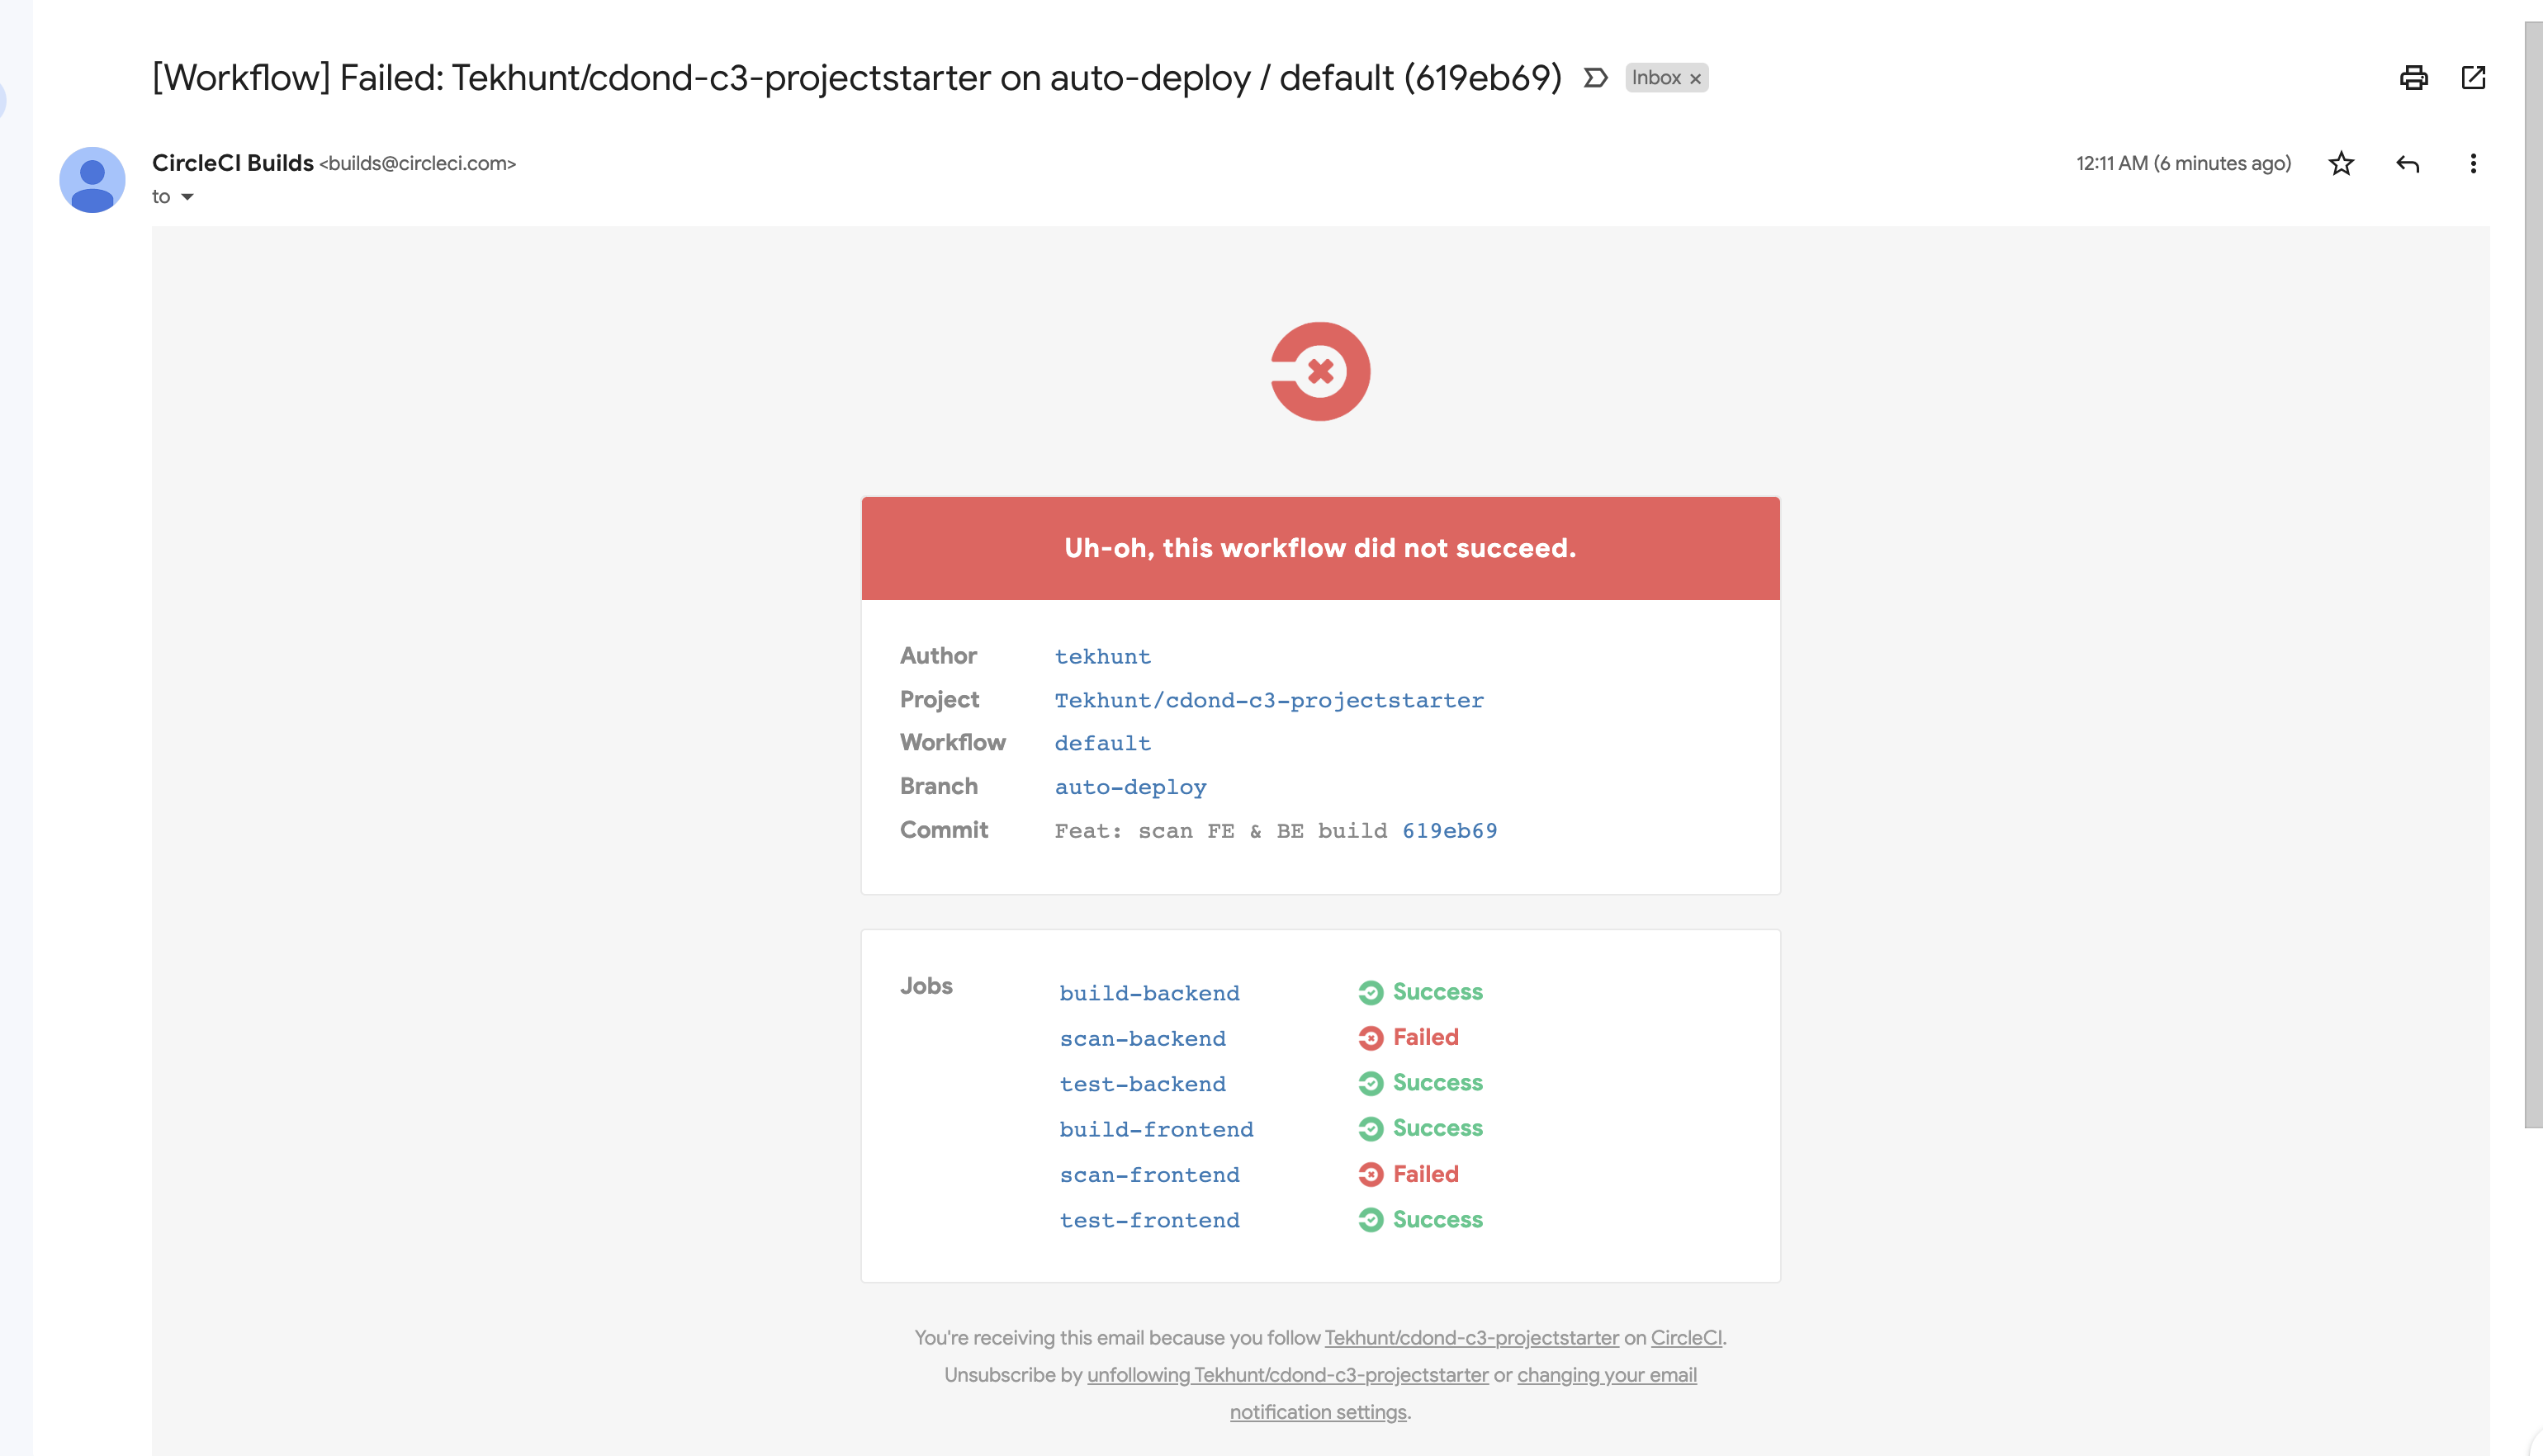 [Workflow] Failed: Tekhunt/cdond-c3-projectstarter on auto-deploy / default (619eb69) Inbox ×
CircleCI Builds <builds@circleci.com> 12:11 AM (6 minutes ago)
to
Uh-oh, this workflow did not succeed.
Author tekhunt
Project Tekhunt/cdond-c3-projectstarter
Workflow default
Branch auto-deploy
Commit Feat: scan FE & BE build 619eb69
Jobs build-backend Success
scan-backend Failed
test-backend Success
build-frontend Success
scan-frontend Failed
test-frontend Success
You're receiving this email because you follow Tekhunt/cdond-c3-projectstarter on CircleCI.
Unsubscribe by unfollowing Tekhunt/cdond-c3-projectstarter or changing your email
notification settings.